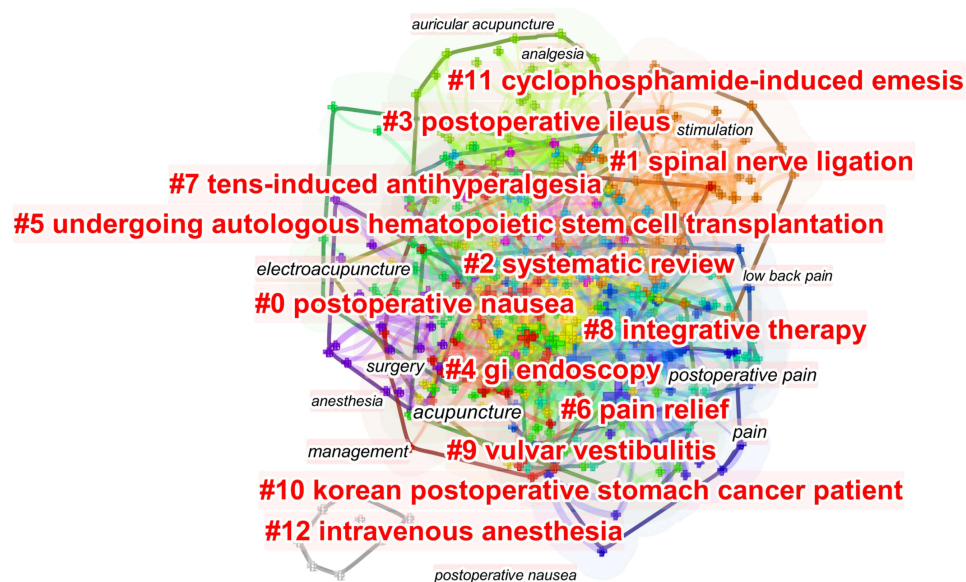 auricular acupuncture
analgesia
#11 cyclophosphamide-induced emesis
#3 postoperative ileus
stimulation
#1 spinal nerve ligation
#7 tens-induced antihyperalgesia
#5 undergoing autologous hematopoietic stem cell transplantation
electroacupuncture
#2 systematic review
low back pain
#0 postoperative nausea
#8 integrative therapy
surgery
#4 gi endoscopy
postoperative pain
anesthesia
acupuncture
#6 pain relief
pain
management
#9 vulvar vestibulitis
#10 korean postoperative stomach cancer patient
#12 intravenous anesthesia
postoperative nausea